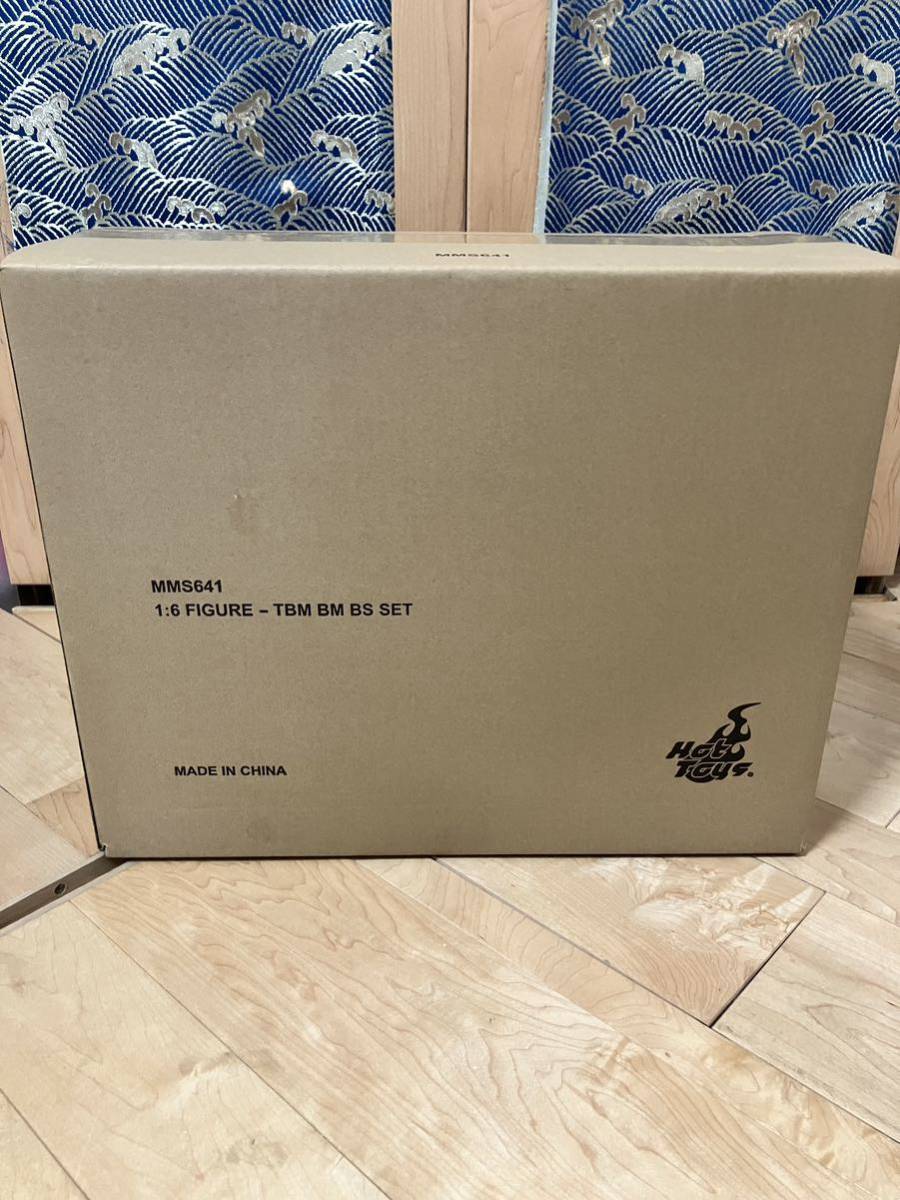 MMS641
MMS641
1:6 FIGURE – TBM BM BS SET
MADE IN CHINA
Hot
Toys®